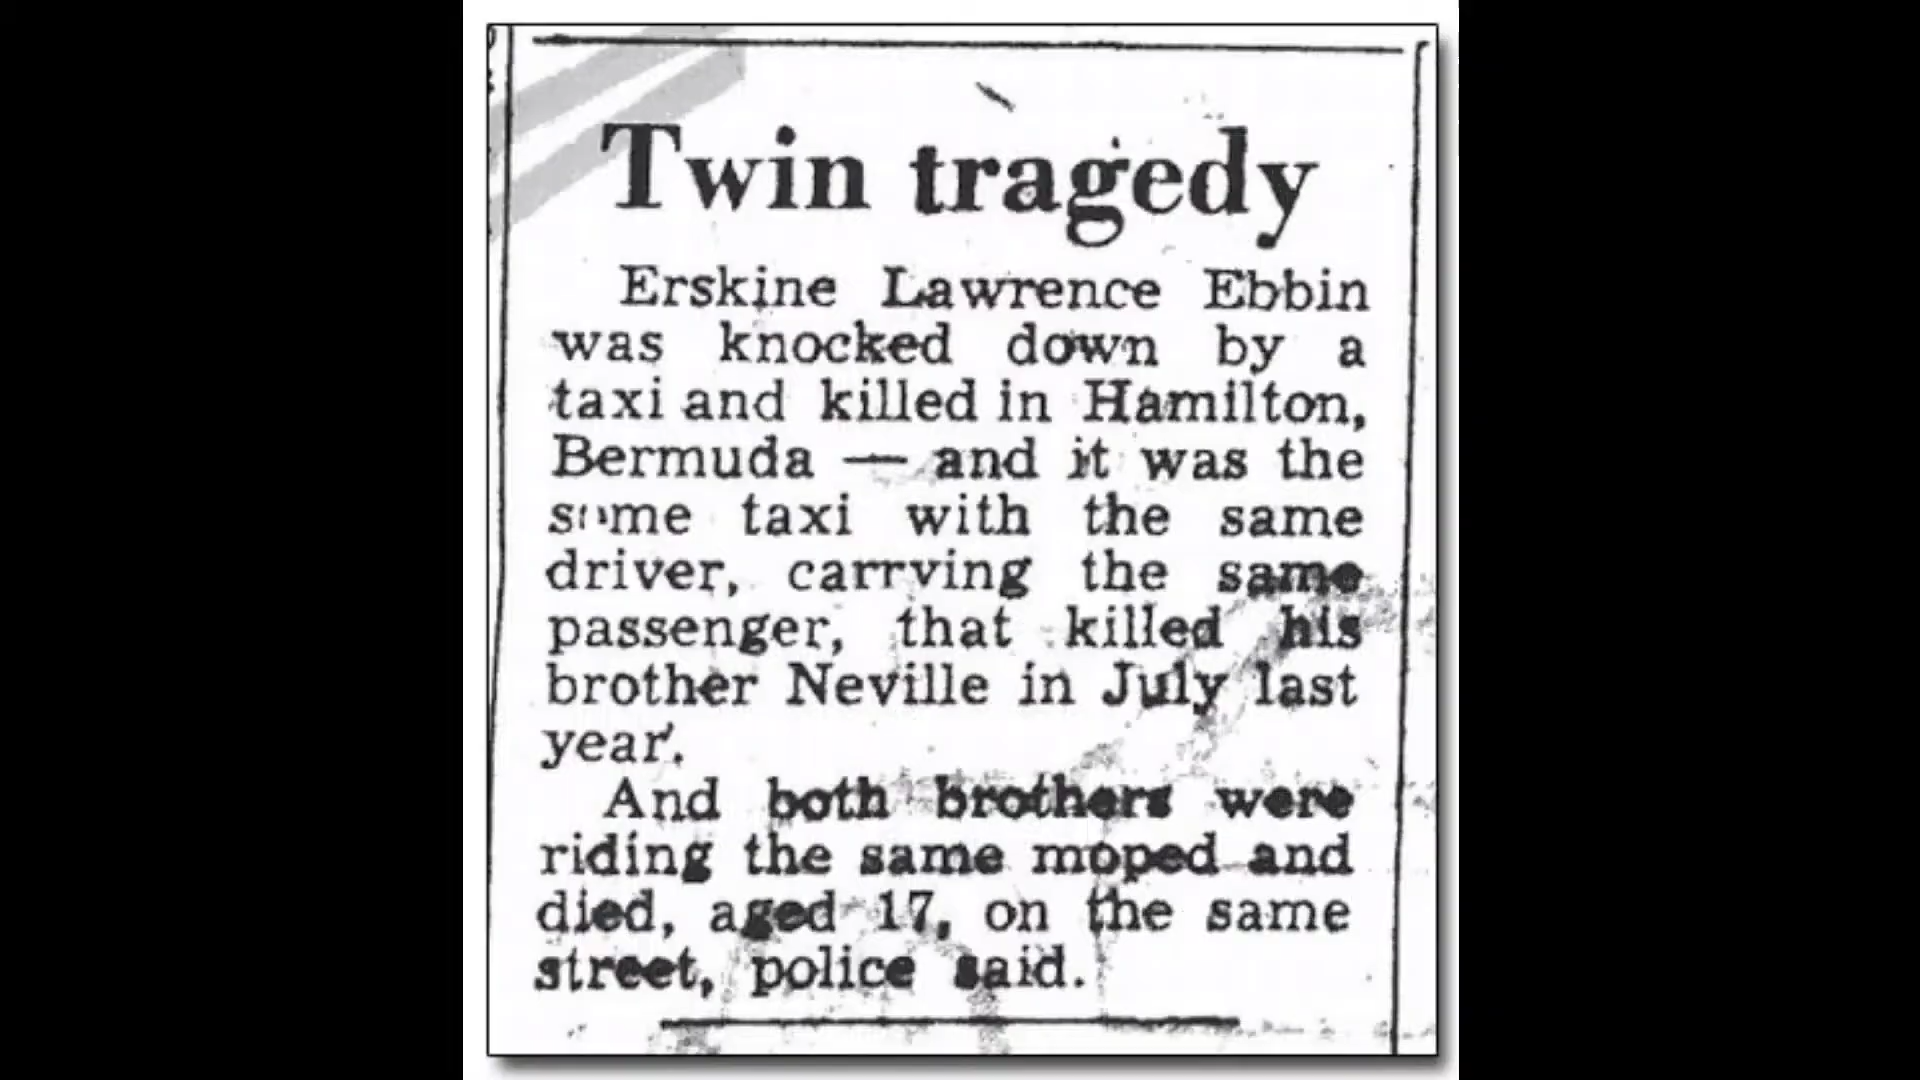 Twin tragedy
Erskine Lawrence Ebbin
was knocked down by a
taxi and killed in Hamilton,
Bermuda — and it was the
same taxi with the same
driver, carrying the same
passenger, that killed his
brother Neville in July last
year.
And both brothers were
riding the same moped and
died, aged 17, on the same
street, police said.